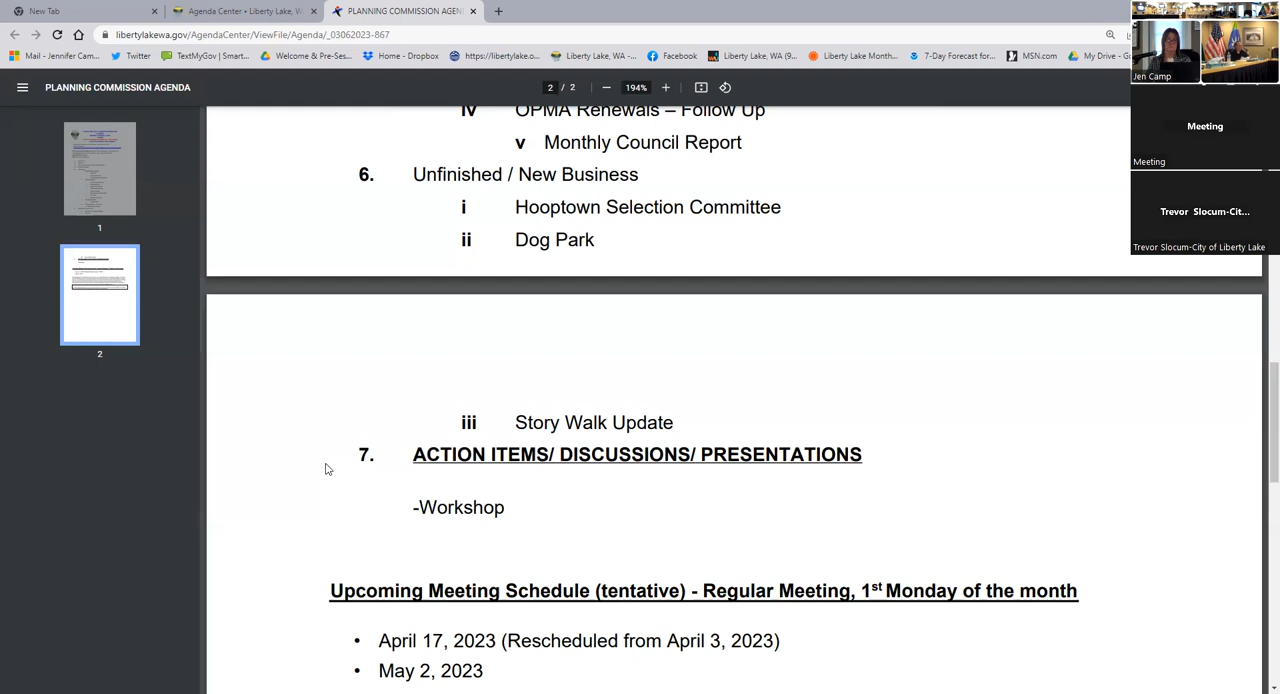 New Tab
Agenda Center • Liberty Lake, WA
PLANNING COMMISSION AGEN
libertylakewa.gov/AgendaCenter/ViewFile/Agenda/_03062023-867
Mail - Jennifer Cam...
Twitter
TextMyGov | Smart...
Welcome & Pre-Ses...
Home - Dropbox
https://libertylake.o...
Liberty Lake, WA -...
Facebook
Liberty Lake, WA (9...
Liberty Lake Month...
7-Day Forecast for...
MSN.com
My Drive - Go
PLANNING COMMISSION AGENDA
2 / 2
194%
1
2
iv OPMA Renewals – Follow Up
v Monthly Council Report
6. Unfinished / New Business
i Hooptown Selection Committee
ii Dog Park
iii Story Walk Update
7. ACTION ITEMS/ DISCUSSIONS/ PRESENTATIONS
-Workshop
Upcoming Meeting Schedule (tentative) - Regular Meeting, 1st Monday of the month
• April 17, 2023 (Rescheduled from April 3, 2023)
• May 2, 2023
Jen Camp
Meeting
Meeting
Trevor Slocum-Cit...
Trevor Slocum-City of Liberty Lake